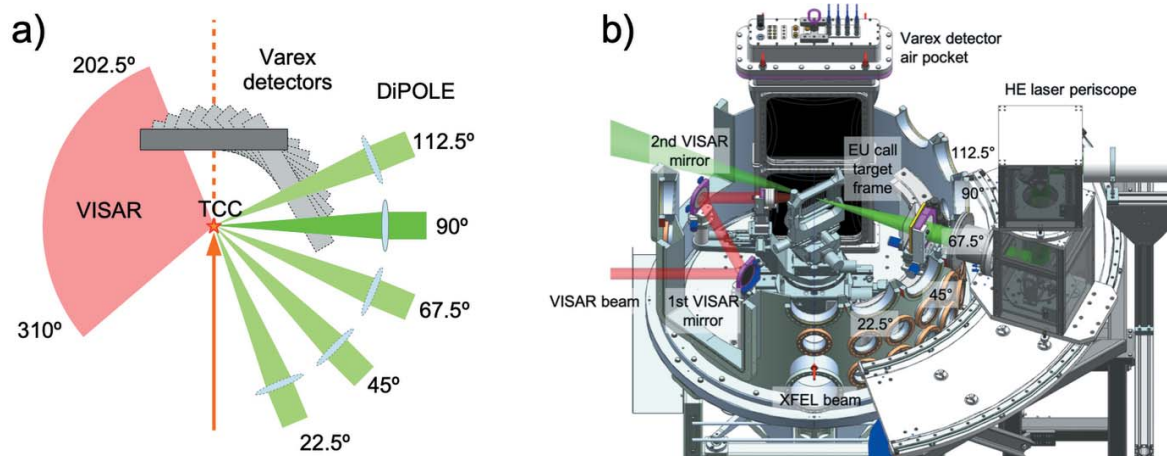 a)
202.5º
Varex
detectors
DiPOLE
112.5º
VISAR
TCC
90º
67.5º
310º
45º
22.5º
b)
Varex detector
air pocket
HE laser periscope
2nd VISAR
mirror
EU call
target
frame
112.5°
90°
67.5°
45°
22.5°
VISAR beam
1st VISAR
mirror
XFEL beam